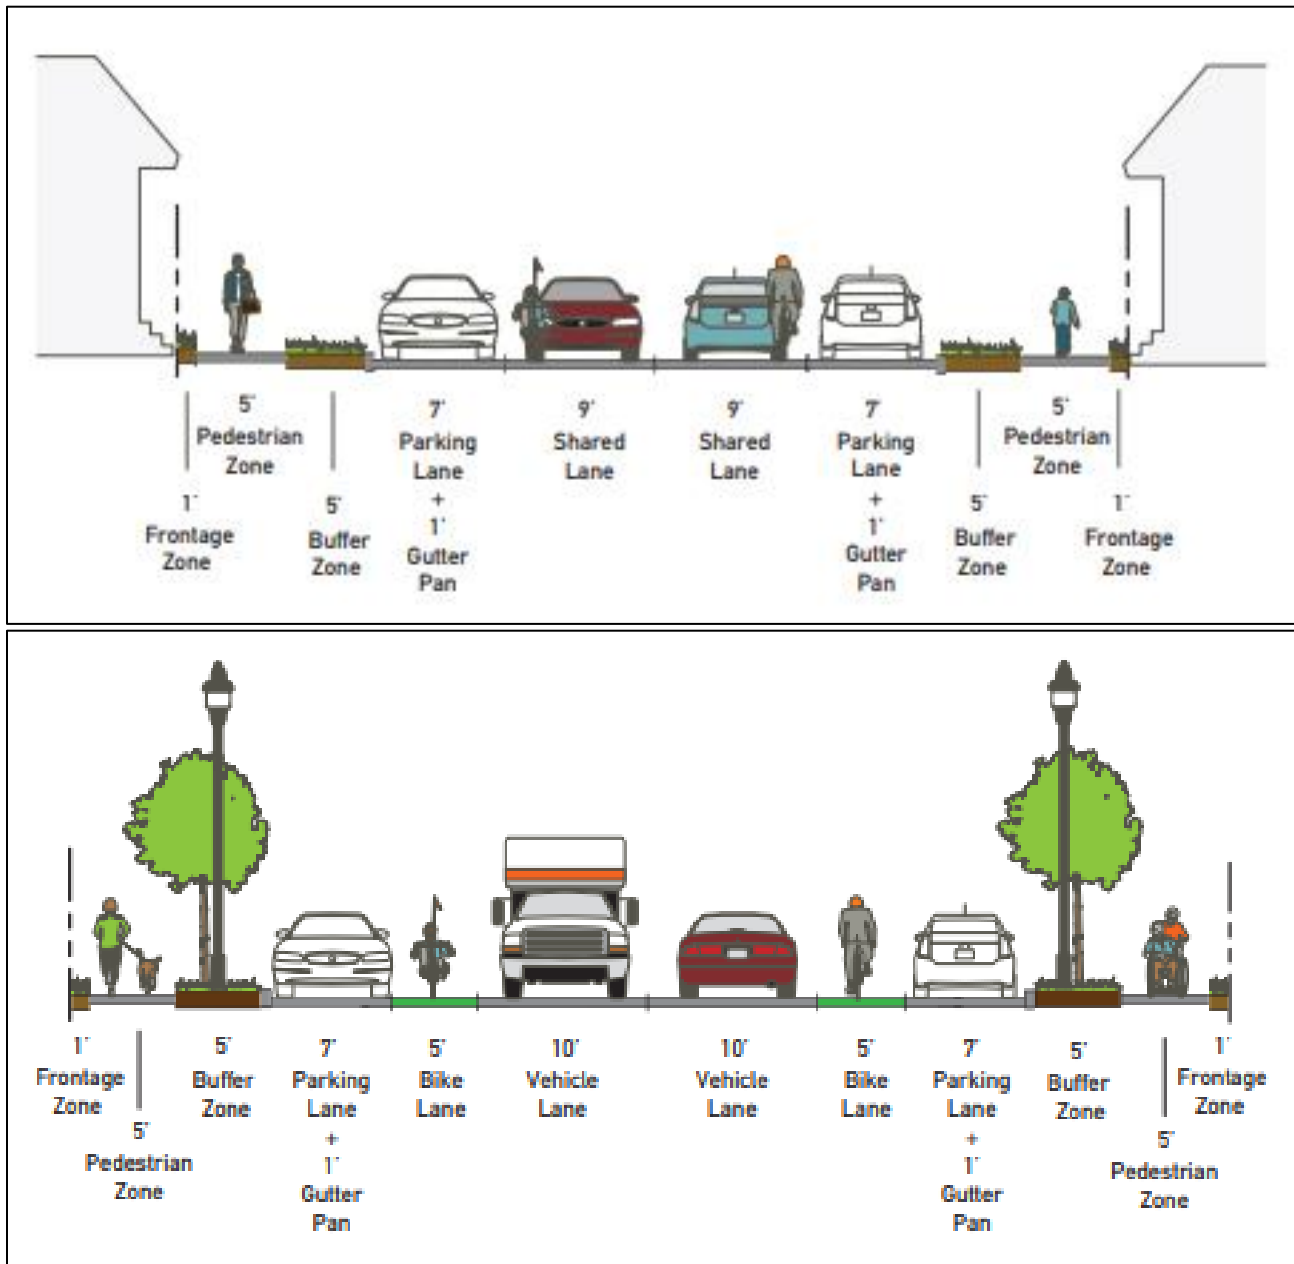 5'
Pedestrian
Zone
7'
Parking
Lane
+
1'
Gutter
Pan
9'
Shared
Lane
9'
Shared
Lane
7'
Parking
Lane
+
1'
Gutter
Pan
5'
Pedestrian
Zone
1'
Frontage
Zone
5'
Buffer
Zone
5'
Buffer
Zone
1'
Frontage
Zone
1'
Frontage
Zone
5'
Pedestrian
Zone
5'
Buffer
Zone
7'
Parking
Lane
+
1'
Gutter
Pan
5'
Bike
Lane
10'
Vehicle
Lane
10'
Vehicle
Lane
5'
Bike
Lane
7'
Parking
Lane
+
1'
Gutter
Pan
5'
Buffer
Zone
5'
Pedestrian
Zone
1'
Frontage
Zone